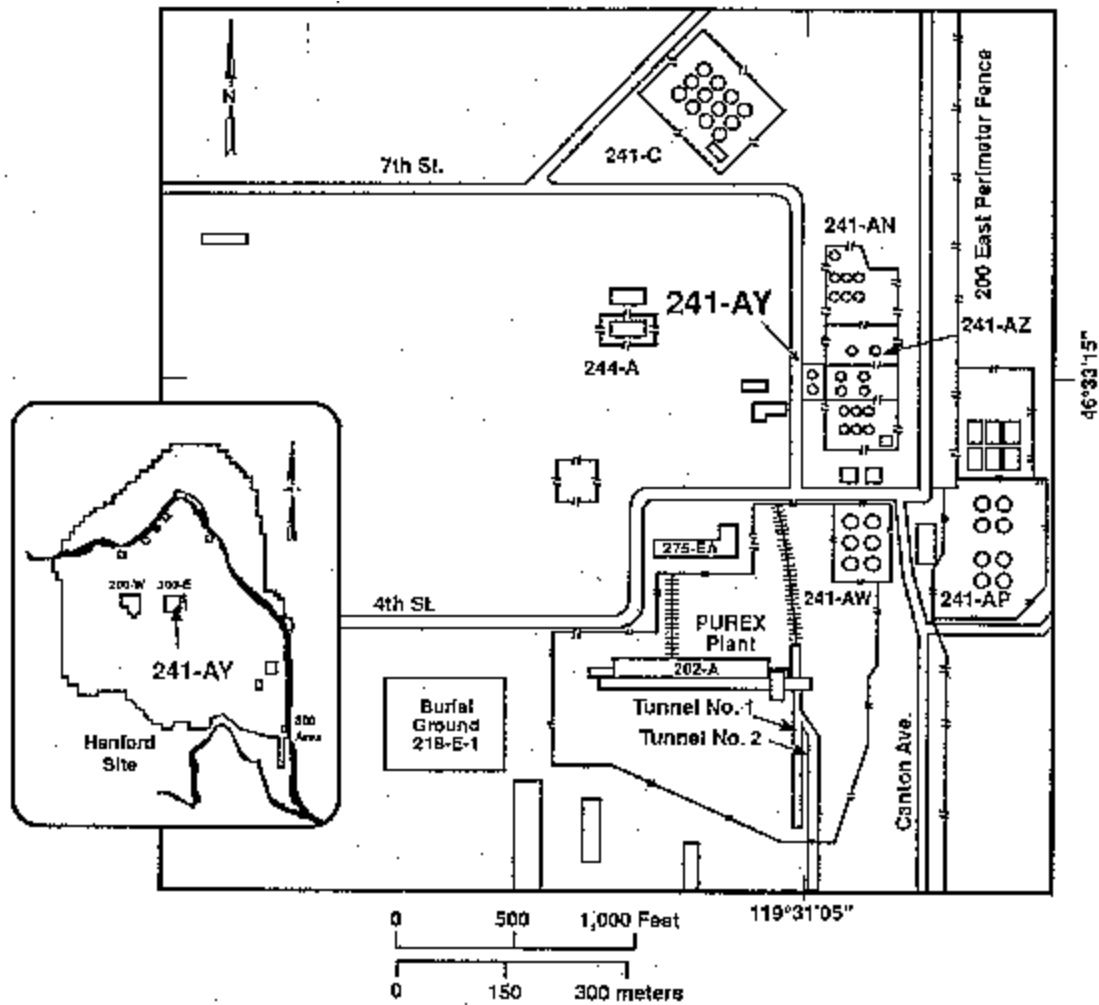 N
7th St.
241-C
241-AN
200 East Perimeter Fence
241-AY
241-AZ
244-A
46°33'15"
275-EA
4th St.
241-AW
241-AP
PUREX
Plant
202-A
200-W
200-E
241-AY
Hanford
Site
300
Area
Burial
Ground
218-E-1
Tunnel No. 1
Tunnel No. 2
Canton Ave.
119°31'05"
0 500 1,000 Feet
0 150 300 meters